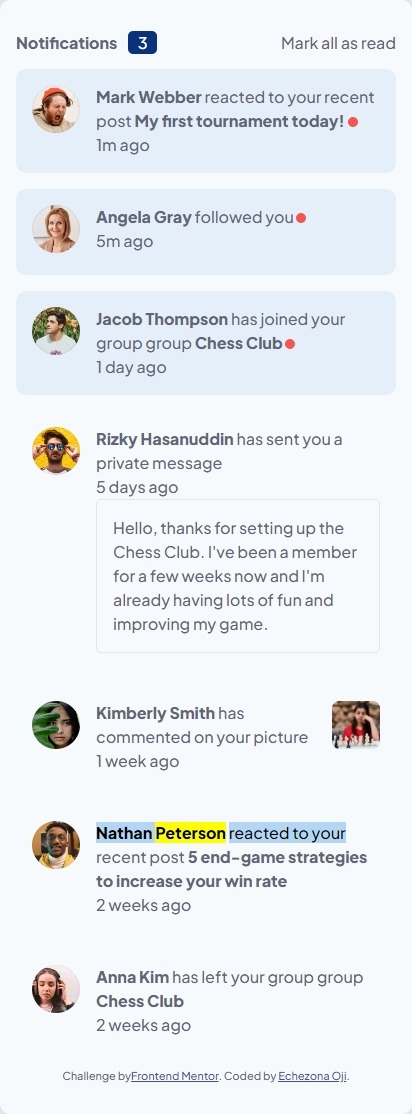 Notifications 3 Mark all as read
Mark Webber reacted to your recent
post My first tournament today!
1m ago
Angela Gray followed you
5m ago
Jacob Thompson has joined your
group group Chess Club
1 day ago
Rizky Hasanuddin has sent you a
private message
5 days ago
Hello, thanks for setting up the
Chess Club. I've been a member
for a few weeks now and I'm
already having lots of fun and
improving my game.
Kimberly Smith has
commented on your picture
1 week ago
Nathan Peterson reacted to your
recent post 5 end-game strategies
to increase your win rate
2 weeks ago
Anna Kim has left your group group
Chess Club
2 weeks ago
Challenge byFrontend Mentor. Coded by Echezona Oji.